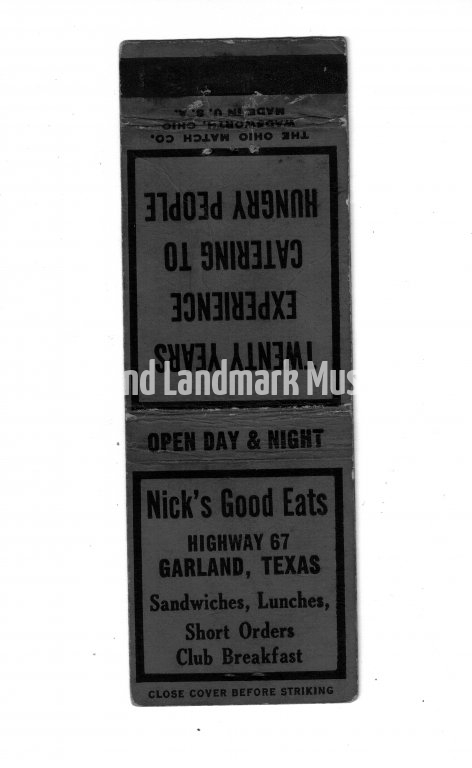 THE OHIO MATCH CO.
WADSWORTH, OHIO
MADE IN U.S.A.
TWENTY YEARS
EXPERIENCE
CATERING TO
HUNGRY PEOPLE
nd Landmark Mus
OPEN DAY & NIGHT
Nick's Good Eats
HIGHWAY 67
GARLAND, TEXAS
Sandwiches, Lunches,
Short Orders
Club Breakfast
CLOSE COVER BEFORE STRIKING